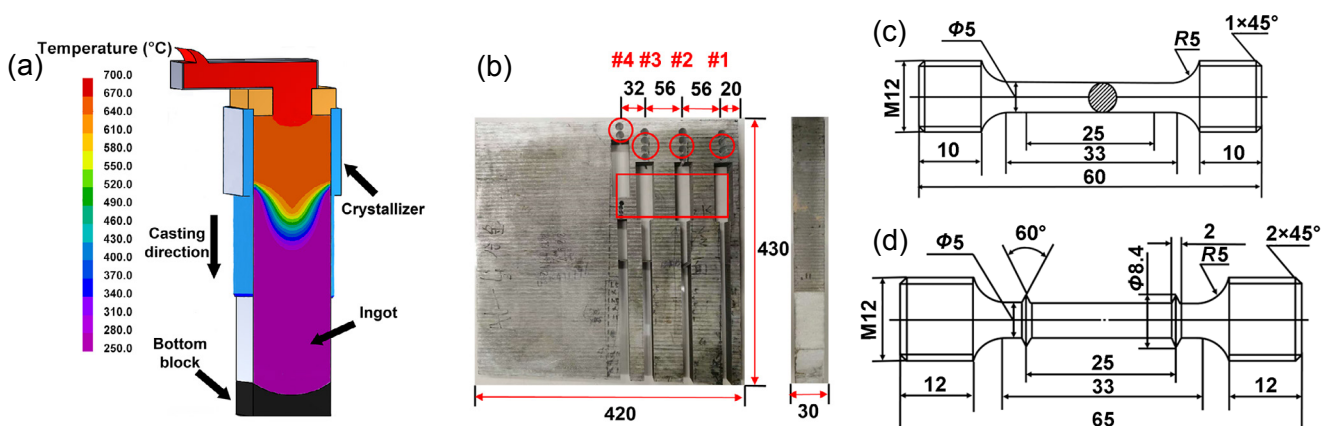 (a)
Temperature (°C)
700.0
670.0
640.0
610.0
580.0
550.0
520.0
490.0
460.0
430.0
400.0
370.0
340.0
310.0
280.0
250.0
Crystallizer
Casting
direction
Ingot
Bottom
block
(b)
#4 #3 #2 #1
32 56 56 20
430
420
30
(c)
Φ5
R5
1×45°
M12
25
33
10
10
60
(d)
60°
2
Φ5
Φ8.4
R5
2×45°
M12
25
33
12
12
65